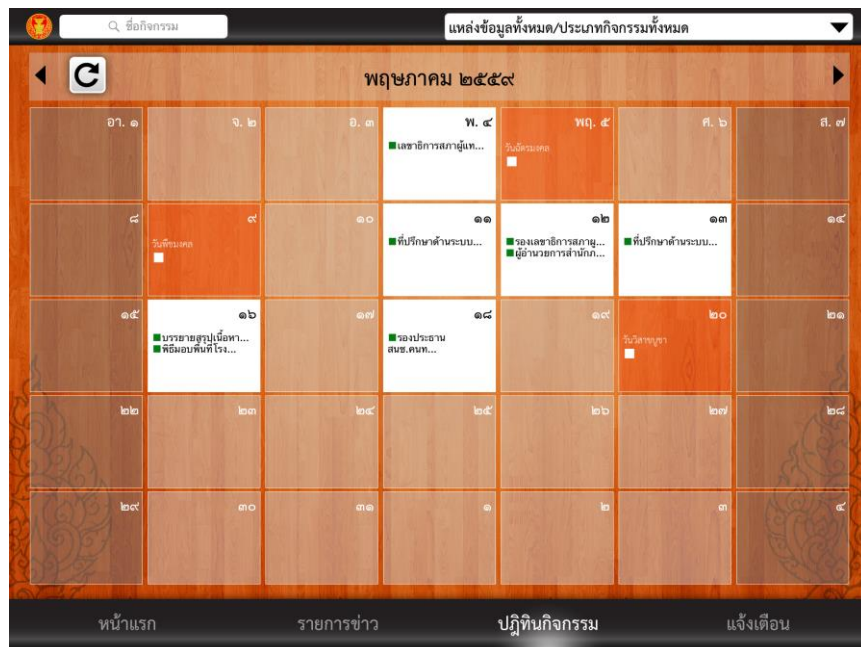 ชื่อกิจกรรม
แหล่งข้อมูลทั้งหมด/ประเภทกิจกรรมทั้งหมด
พฤษภาคม ๒๕๕๙
อา. ๑
จ. ๒
อ. ๓
พ. ๔
เลขาธิการสภาผู้แท...
พฤ. ๕
วันฉัตรมงคล
ศ. ๖
ส. ๗
๘
๙
วันพืชมงคล
๑๐
๑๑
ที่ปรึกษาด้านระบบ...
๑๒
รองเลขาธิการสภาผู...
ผู้อำนวยการสำนักภ...
๑๓
ที่ปรึกษาด้านระบบ...
๑๔
๑๕
๑๖
บรรยายสรุปเนื้อหา...
พิธีมอบพื้นที่โรง...
๑๗
๑๘
รองประธาน
สนช.คนท...
๑๙
๒๐
วันวิสาขบูชา
๒๑
๒๒
๒๓
๒๔
๒๕
๒๖
๒๗
๒๘
๒๙
๓๐
๓๑
๑
๒
๓
๔
หน้าแรก
รายการข่าว
ปฏิทินกิจกรรม
แจ้งเตือน